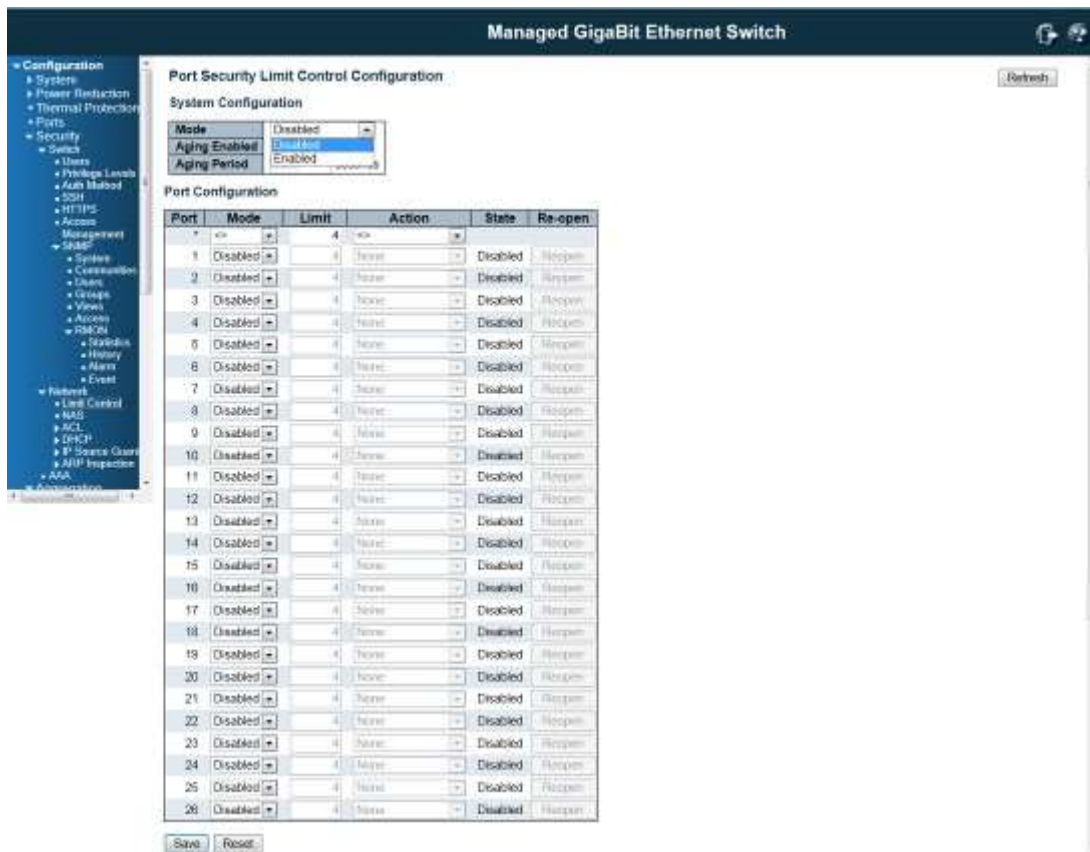 Managed GigaBit Ethernet Switch
Configuration
System
Power Reduction
Thermal Protection
Ports
Security
Switch
Users
Privilege Levels
Auth Method
SSH
HTTPS
Access
Management
SNMP
System
Communities
Users
Groups
Views
Access
RMON
Statistics
History
Alarm
Event
Network
Limit Control
NAS
ACL
DHCP
IP Source Guard
ARP Inspection
AAA
Port Security Limit Control Configuration
Refresh
System Configuration
Mode Disabled
Aging Enabled Disabled
Enabled
Aging Period
Port Configuration
Port Mode Limit Action State Re-open
* <> 4 <>
1 Disabled 4 None Disabled Reopen
2 Disabled 4 None Disabled Reopen
3 Disabled 4 None Disabled Reopen
4 Disabled 4 None Disabled Reopen
5 Disabled 4 None Disabled Reopen
6 Disabled 4 None Disabled Reopen
7 Disabled 4 None Disabled Reopen
8 Disabled 4 None Disabled Reopen
9 Disabled 4 None Disabled Reopen
10 Disabled 4 None Disabled Reopen
11 Disabled 4 None Disabled Reopen
12 Disabled 4 None Disabled Reopen
13 Disabled 4 None Disabled Reopen
14 Disabled 4 None Disabled Reopen
15 Disabled 4 None Disabled Reopen
16 Disabled 4 None Disabled Reopen
17 Disabled 4 None Disabled Reopen
18 Disabled 4 None Disabled Reopen
19 Disabled 4 None Disabled Reopen
20 Disabled 4 None Disabled Reopen
21 Disabled 4 None Disabled Reopen
22 Disabled 4 None Disabled Reopen
23 Disabled 4 None Disabled Reopen
24 Disabled 4 None Disabled Reopen
25 Disabled 4 None Disabled Reopen
26 Disabled 4 None Disabled Reopen
Save Reset